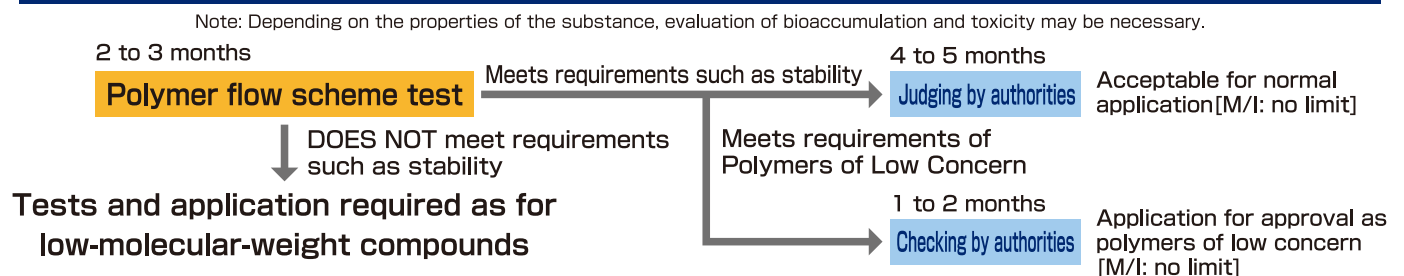 Note: Depending on the properties of the substance, evaluation of bioaccumulation and toxicity may be necessary.
2 to 3 months
Polymer flow scheme test
Meets requirements such as stability
4 to 5 months
Judging by authorities
Acceptable for normal
application[M/I: no limit]
DOES NOT meet requirements
such as stability
Meets requirements of
Polymers of Low Concern
Tests and application required as for
low-molecular-weight compounds
1 to 2 months
Checking by authorities
Application for approval as
polymers of low concern
[M/I: no limit]